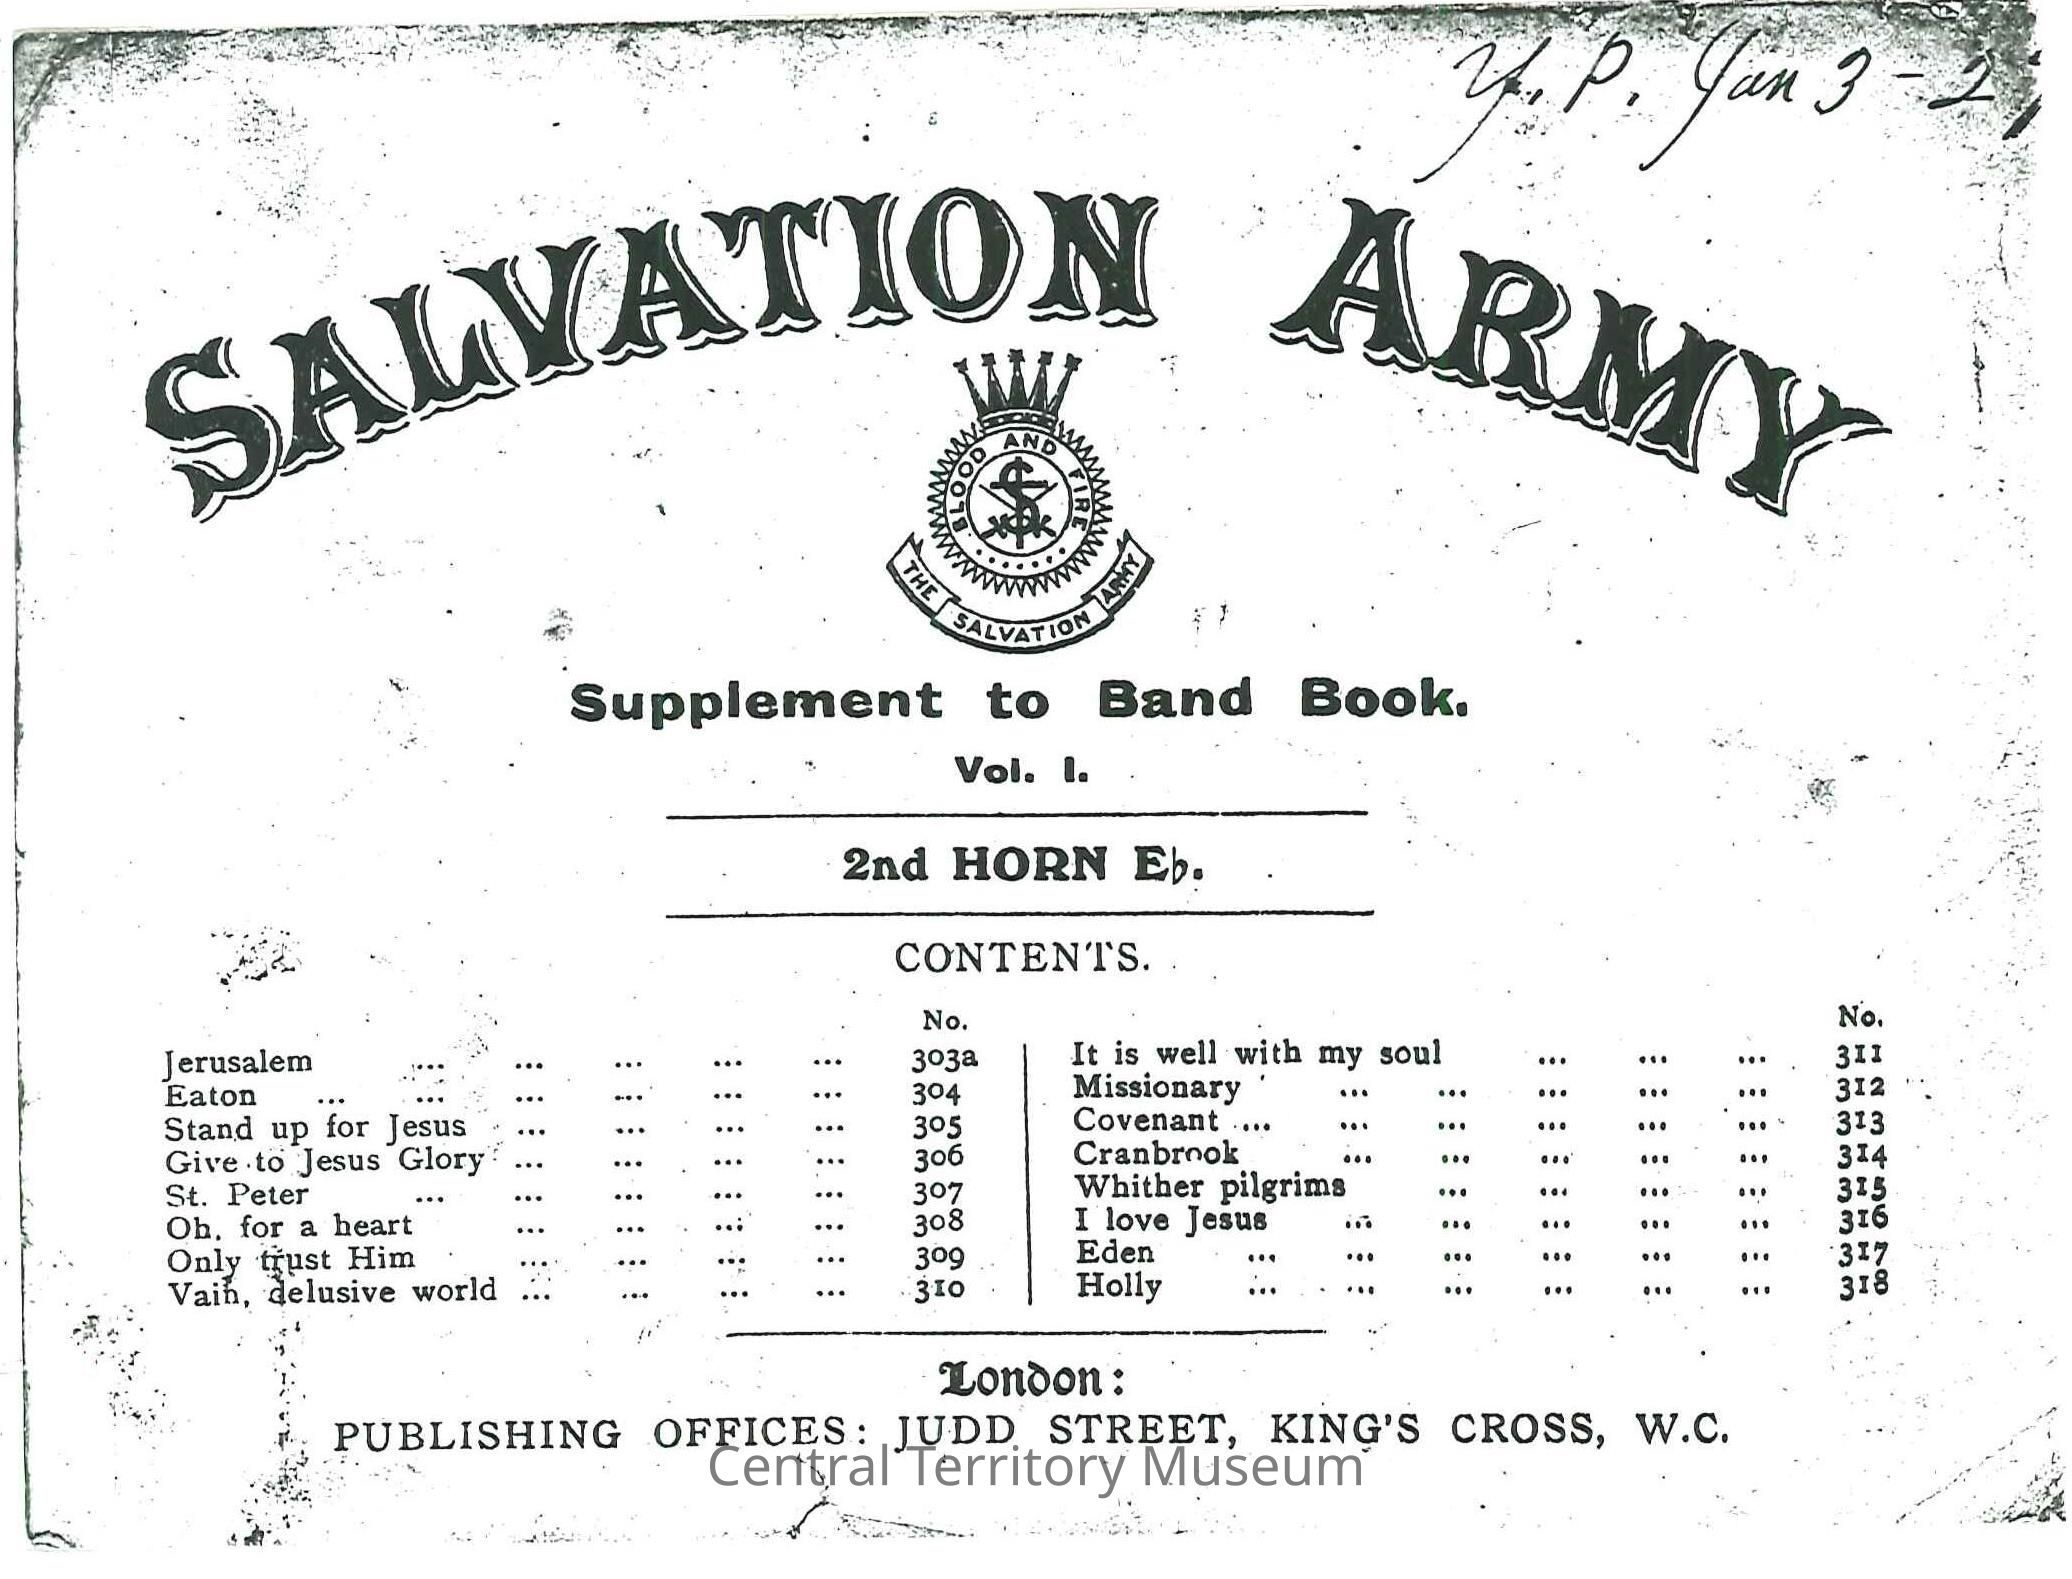 Y. P. Jan 3 - 2
SALVATION ARMY
BLOOD AND FIRE
S
THE SALVATION ARMY
Supplement to Band Book.
Vol. I.
2nd HORN E♭.
CONTENTS.
No.
Jerusalem ... ... ... ... ... 303a
Eaton ... ... ... ... ... ... 304
Stand up for Jesus ... ... ... ... 305
Give to Jesus Glory ... ... ... ... 306
St. Peter ... ... ... ... ... 307
Oh, for a heart ... ... ... ... 308
Only trust Him ... ... ... ... 309
Vain, delusive world ... ... ... ... 310
No.
It is well with my soul ... ... ... 311
Missionary ... ... ... ... ... 312
Covenant ... ... ... ... ... ... 313
Cranbrook ... ... ... ... ... 314
Whither pilgrims ... ... ... ... 315
I love Jesus ... ... ... ... ... 316
Eden ... ... ... ... ... ... 317
Holly ... ... ... ... ... ... 318
London:
PUBLISHING OFFICES: JUDD STREET, KING'S CROSS, W.C.
Central Territory Museum